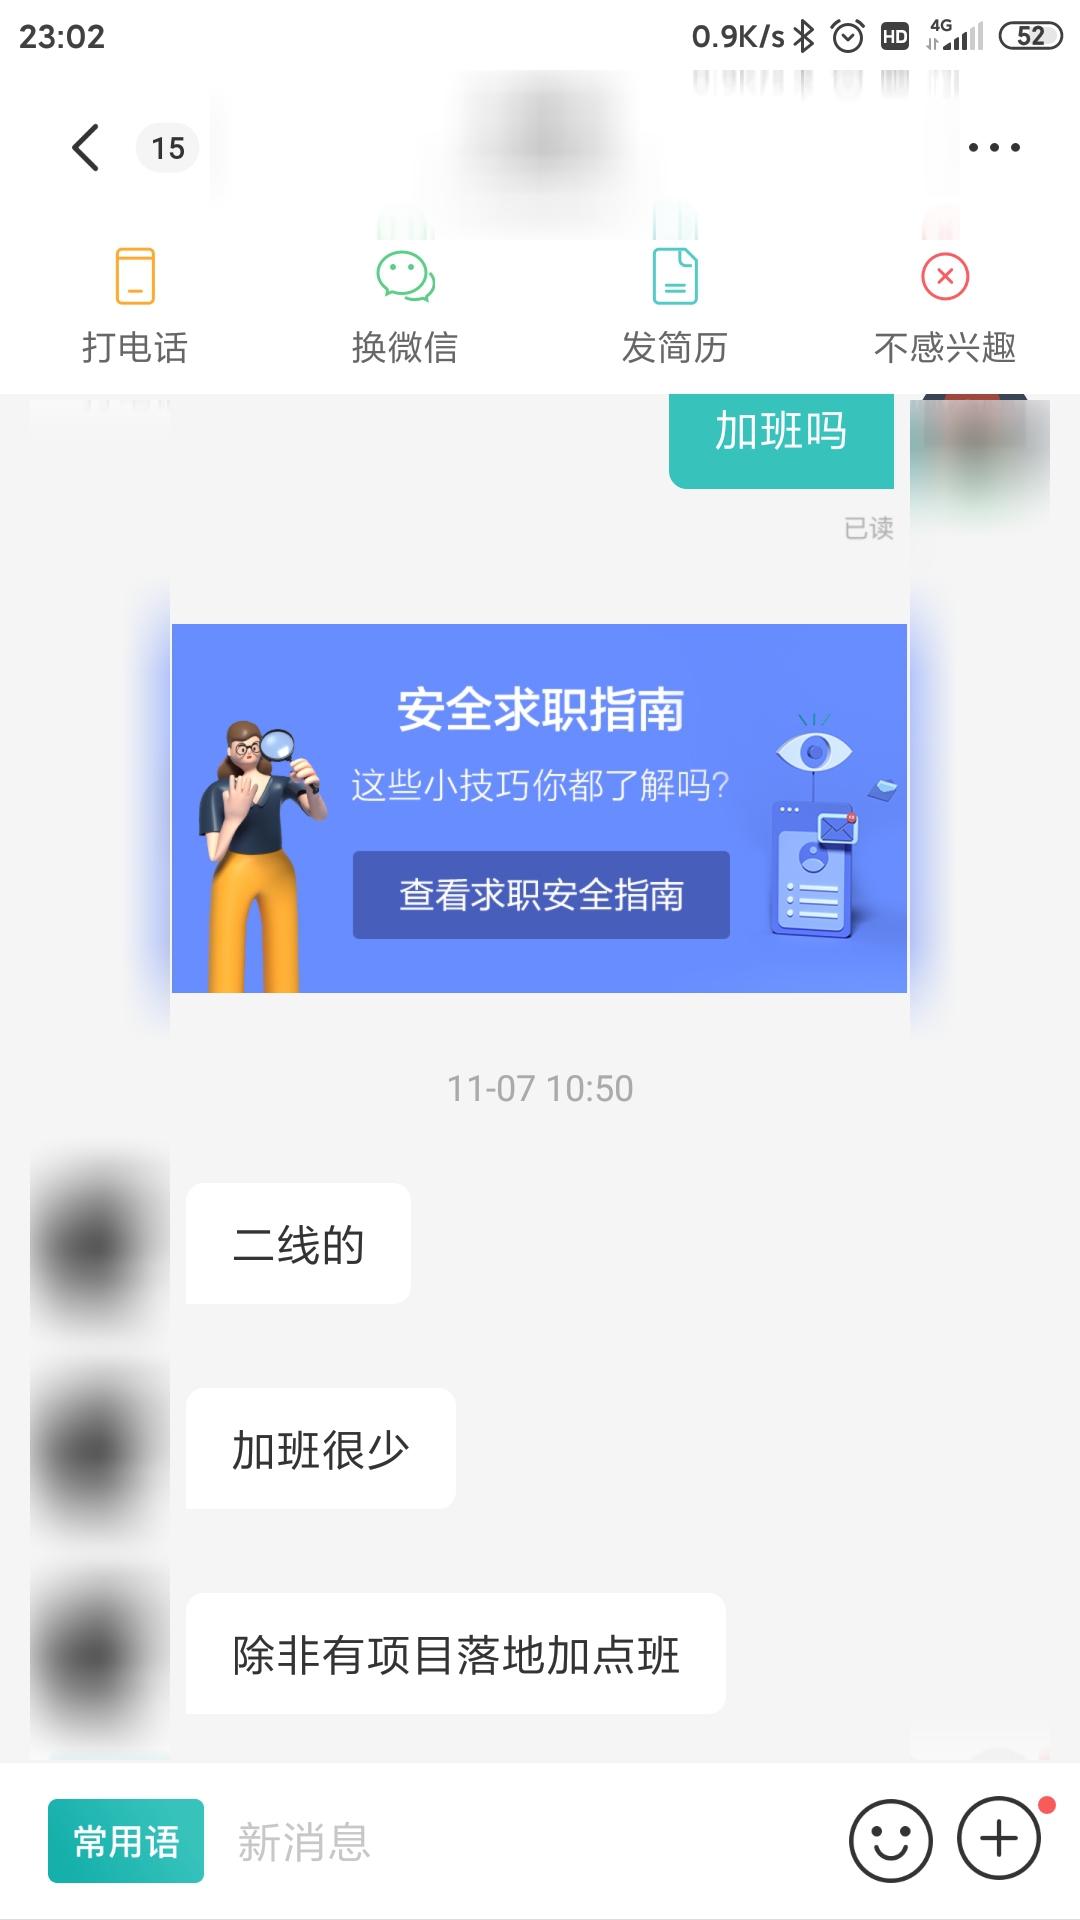 23:02
0.9K/s HD 4G 52
15
打电话 换微信 发简历 不感兴趣
加班吗
已读
安全求职指南
这些小技巧你都了解吗?
查看求职安全指南
11-07 10:50
二线的
加班很少
除非有项目落地加点班
常用语 新消息